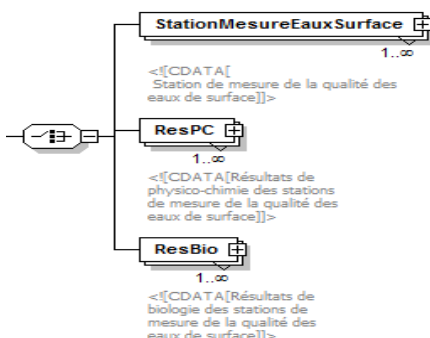 StationMesureEauxSurface
1..∞
<![CDATA[
Station de mesure de la qualité des
eaux de surface]]>
ResPC
1..∞
<![CDATA[Résultats de
physico-chimie des stations
de mesure de la qualité des
eaux de surface]]>
ResBio
1..∞
<![CDATA[Résultats de
biologie des stations de
mesure de la qualité des
eaux de surface]]>